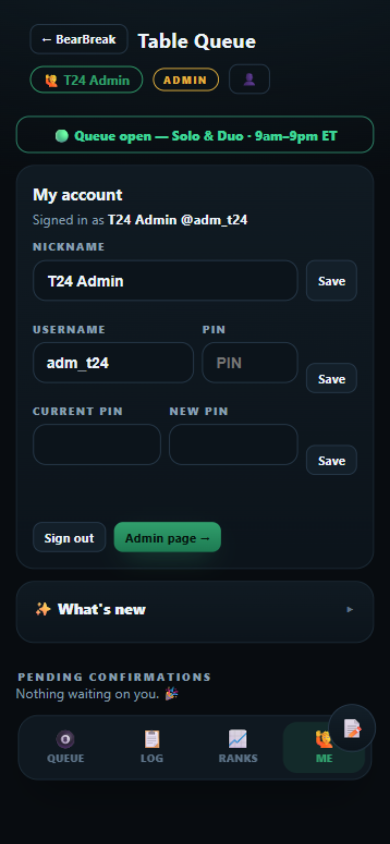 ← BearBreak
Table Queue
T24 Admin
ADMIN
Queue open — Solo & Duo · 9am–9pm ET
My account
Signed in as T24 Admin @adm_t24
NICKNAME
T24 Admin
Save
USERNAME
PIN
adm_t24
PIN
Save
CURRENT PIN
NEW PIN
Save
Sign out
Admin page →
✨ What's new
▸
PENDING CONFIRMATIONS
Nothing waiting on you. 🎉
QUEUE
LOG
RANKS
ME